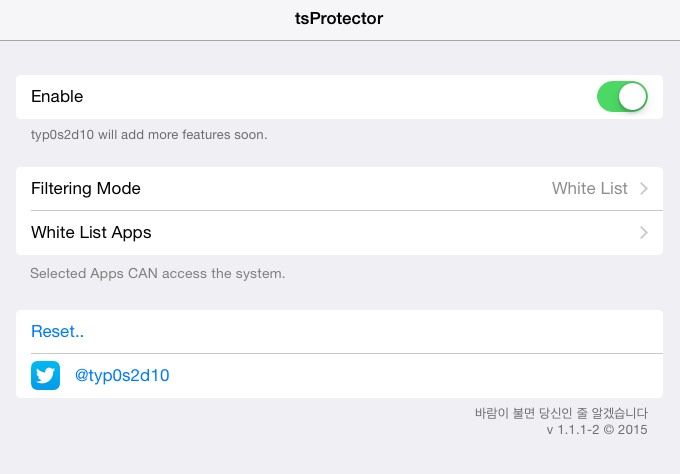 tsProtector
Enable
typ0s2d10 will add more features soon.
Filtering Mode White List
White List Apps
Selected Apps CAN access the system.
Reset..
@typ0s2d10
바람이 불면 당신인 줄 알겠습니다
v 1.1.1-2 © 2015